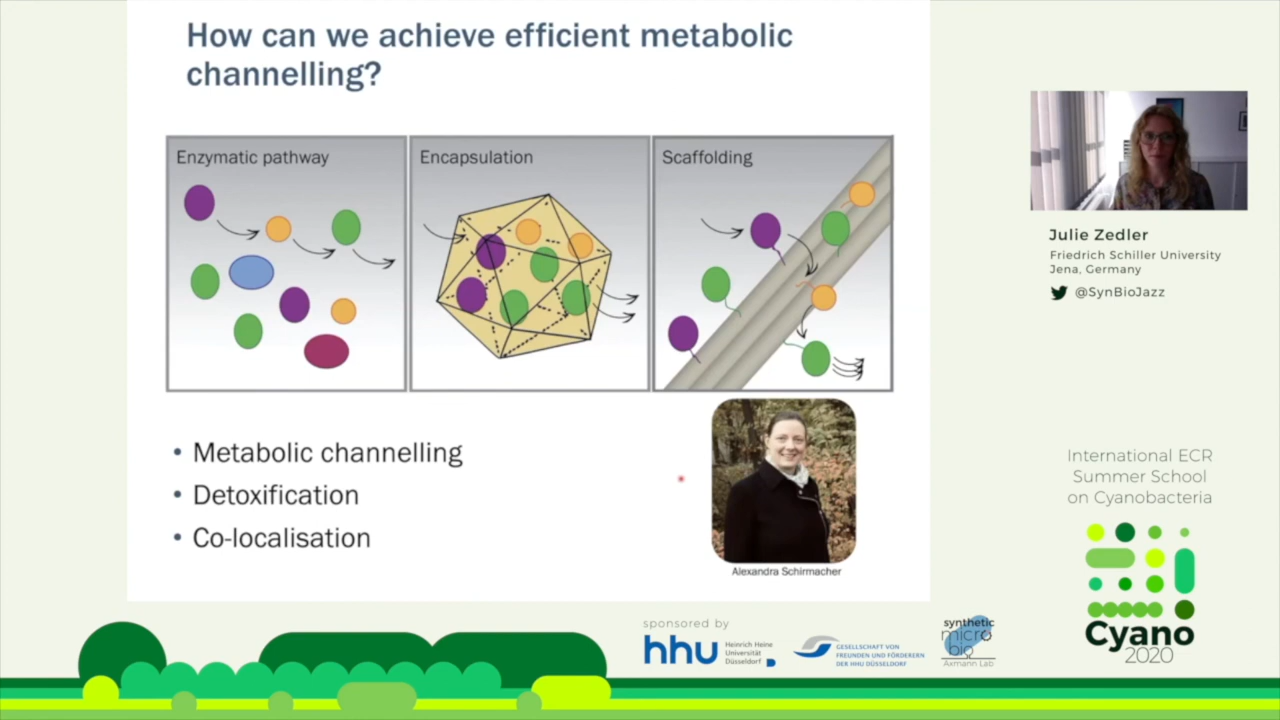 How can we achieve efficient metabolic
channelling?
Enzymatic pathway
Encapsulation
Scaffolding
• Metabolic channelling
• Detoxification
• Co-localisation
Alexandra Schirmacher
Julie Zedler
Friedrich Schiller University
Jena, Germany
@SynBioJazz
International ECR
Summer School
on Cyanobacteria
Cyano
2020
sponsored by
hhu
Heinrich Heine
Universität
Düsseldorf
GESELLSCHAFT VON
FREUNDEN UND FÖRDERERN
DER HHU DÜSSELDORF
synthetic
micro
bio
Axmann Lab